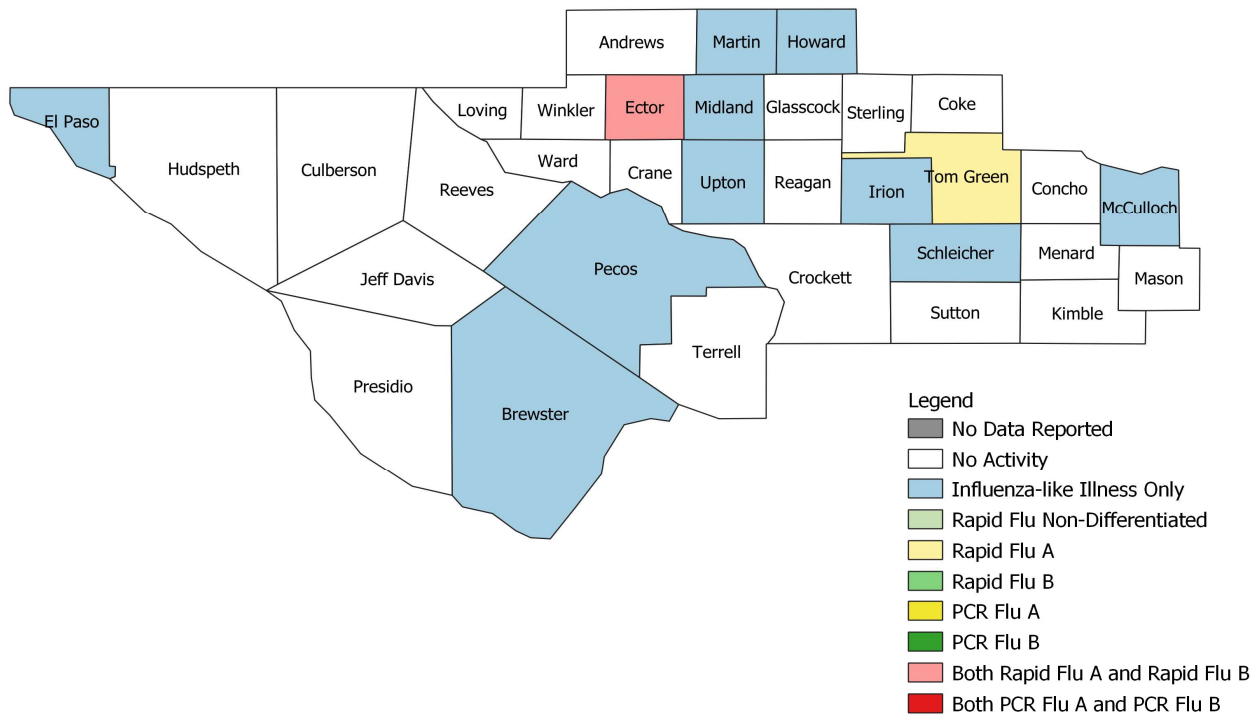 Andrews
Martin
Howard
El Paso
Hudspeth
Culberson
Loving
Winkler
Ector
Midland
Glasscock
Sterling
Coke
Reeves
Ward
Crane
Upton
Reagan
Irion
Tom Green
Concho
McCulloch
Jeff Davis
Pecos
Crockett
Schleicher
Menard
Mason
Sutton
Kimble
Terrell
Presidio
Brewster
Legend
No Data Reported
No Activity
Influenza-like Illness Only
Rapid Flu Non-Differentiated
Rapid Flu A
Rapid Flu B
PCR Flu A
PCR Flu B
Both Rapid Flu A and Rapid Flu B
Both PCR Flu A and PCR Flu B